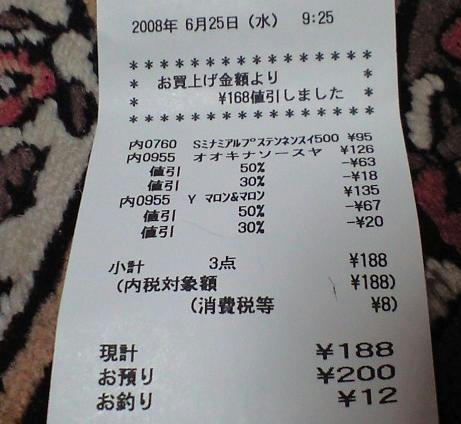 2008年 6月25日(水) 9:25
* * * * * * * * * * * * * * * *
* お買上げ金額より *
* ¥168値引しました *
* * * * * * * * * * * * * * * *
内0760 Sミナミアルプステンネンスイ500 ¥95
内0955 オオキナソースヤ ¥126
値引 50% -¥63
値引 30% -¥18
内0955 Y マロン&マロン ¥135
値引 50% -¥67
値引 30% -¥20
小計 3点 ¥188
(内税対象額 ¥188)
(消費税等 ¥8)
現計 ¥188
お預り ¥200
お釣り ¥12